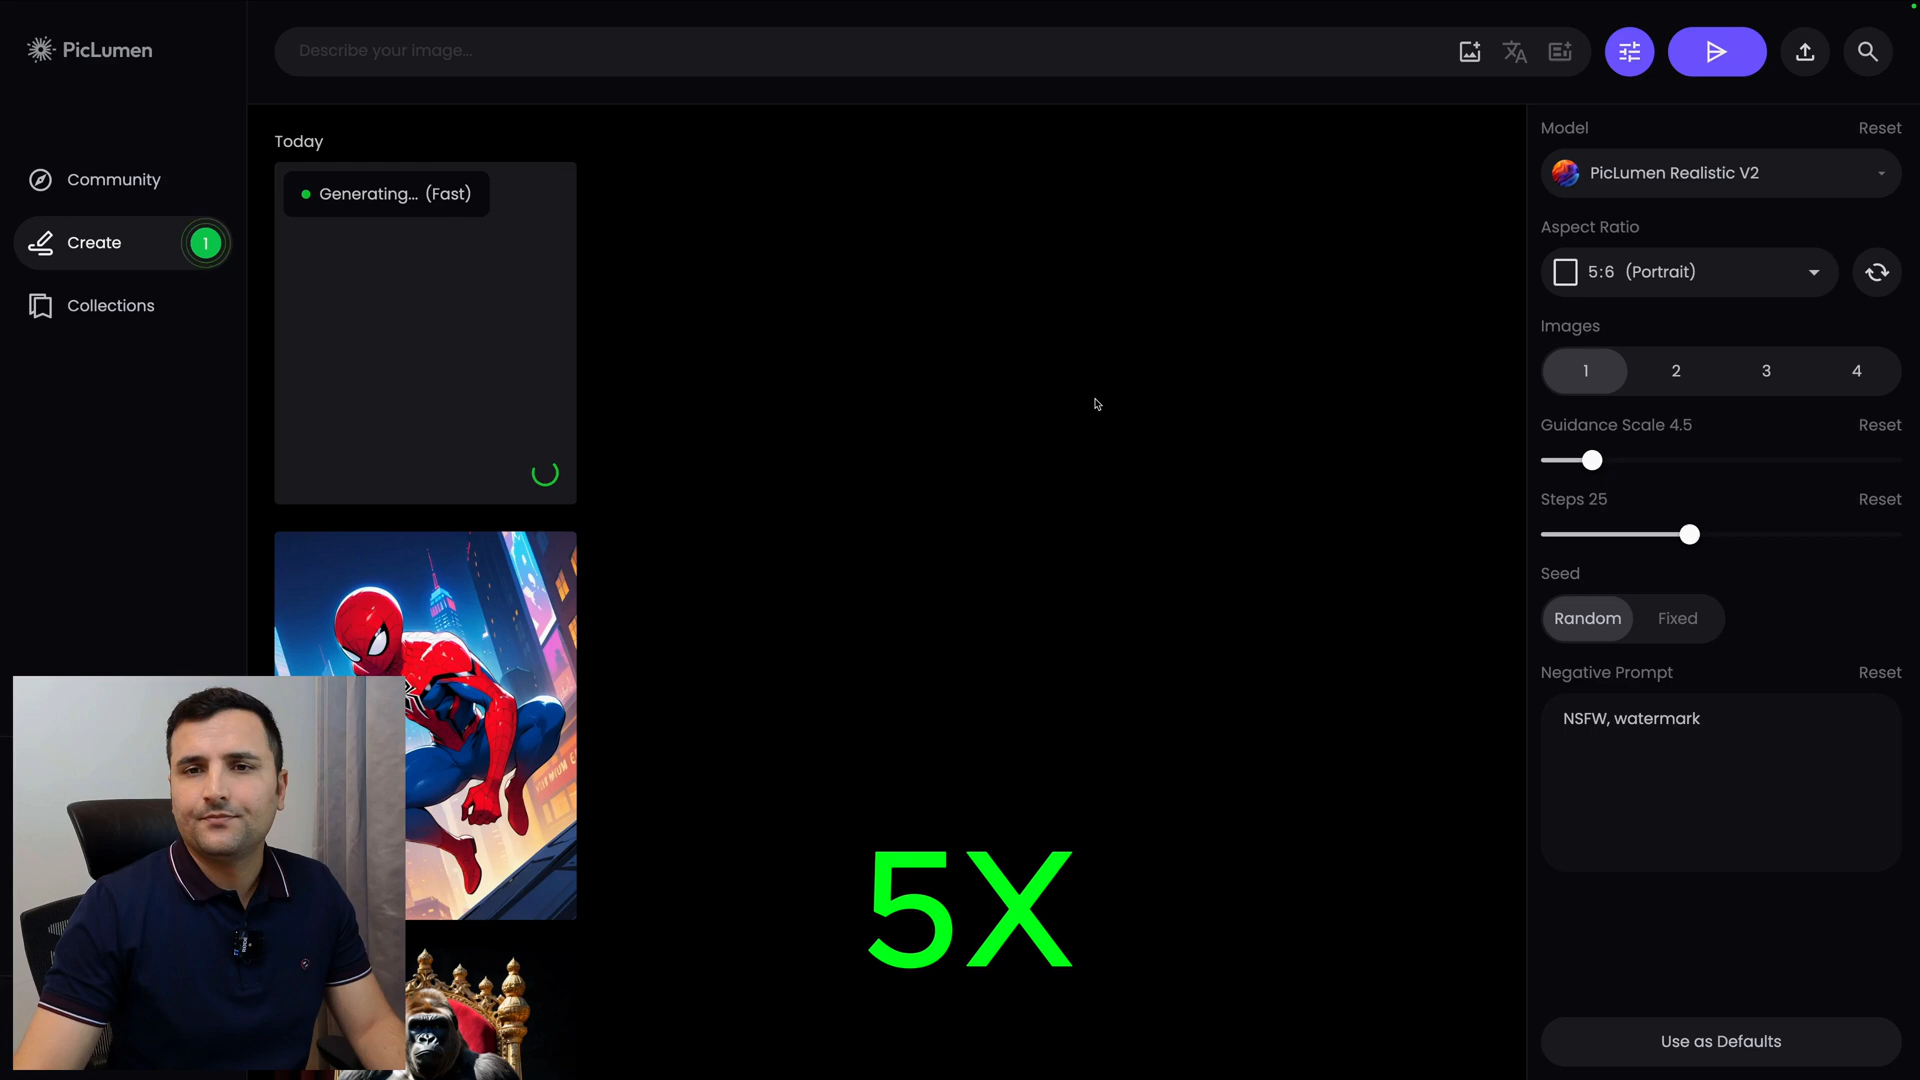 PicLumen
Describe your image...
Community
Create
1
Collections
Today
Generating... (Fast)
Model
Reset
PicLumen Realistic V2
Aspect Ratio
5:6 (Portrait)
Images
1 2 3 4
Guidance Scale 4.5
Reset
Steps 25
Reset
Seed
Random Fixed
Negative Prompt
Reset
NSFW, watermark
Use as Defaults
5X